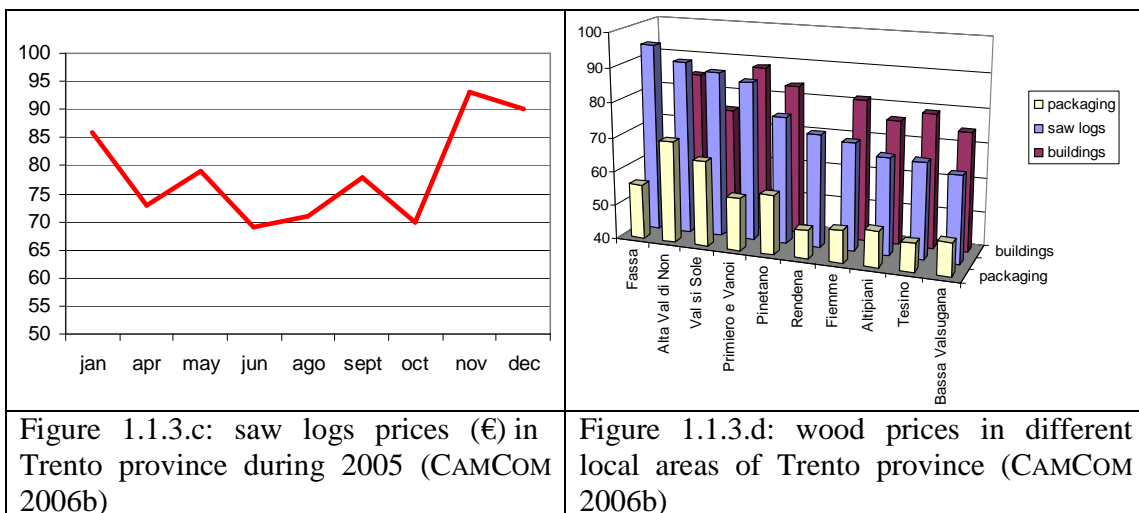 100
95
90
85
80
75
70
65
60
55
50
jan apr may jun ago sept oct nov dec
100
90
80
70
60
50
40
Fassa
Alta Val di Non
Val si Sole
Primiero e Vanoi
Pinetano
Rendena
Fiemme
Altipiani
Tesino
Bassa Valsugana
buildings
packaging
packaging
saw logs
buildings
Figure 1.1.3.c: saw logs prices (€) in
Trento province during 2005 (CAMCOM
2006b)
Figure 1.1.3.d: wood prices in different
local areas of Trento province (CAMCOM
2006b)